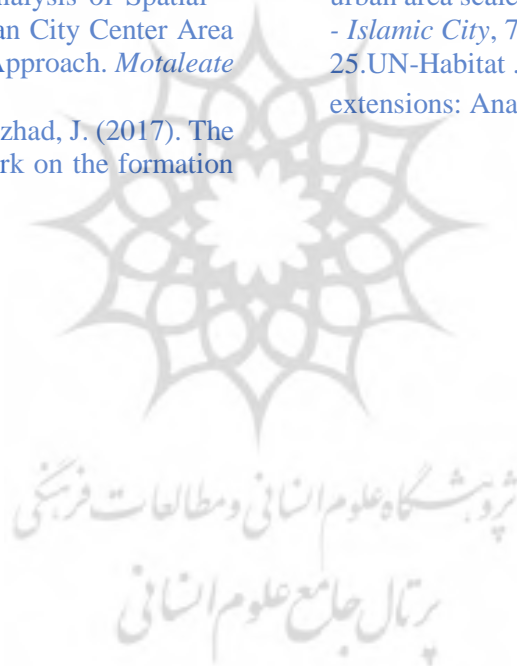 nalysis of Spatial
an City Center Area
Approach. Motaleate
zhad, J. (2017). The
rk on the formation
urban area scale
- Islamic City, 7
25.UN-Habitat .
extensions: Ana
پژوهشگاه علوم انسانی و مطالعات فرهنگی
پرتال جامع علوم انسانی